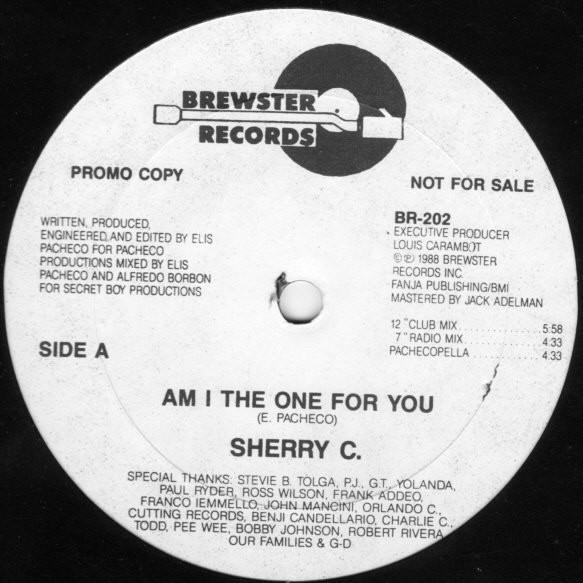 BREWSTER
RECORDS
PROMO COPY
NOT FOR SALE
WRITTEN, PRODUCED,
ENGINEERED AND EDITED BY ELIS
PACHECO FOR PACHECO
PRODUCTIONS MIXED BY ELIS
PACHECO AND ALFREDO BORBON
FOR SECRET BOY PRODUCTIONS
BR-202
EXECUTIVE PRODUCER
LOUIS CARAMBOT
©℗ 1988 BREWSTER
RECORDS INC.
FANJA PUBLISHING/BMI
MASTERED BY JACK ADELMAN
12" CLUB MIX 5:58
7" RADIO MIX 4:33
PACHECOPELLA 4:33
SIDE A
AM I THE ONE FOR YOU
(E. PACHECO)
SHERRY C.
SPECIAL THANKS: STEVIE B. TOLGA, P.J., G.T., YOLANDA,
PAUL RYDER, ROSS WILSON, FRANK ADDEO,
FRANCO IEMMELLO, JOHN MANCINI, ORLANDO C.,
CUTTING RECORDS, BENJI CANDELLARIO, CHARLIE C.,
TODD, PEE WEE, BOBBY JOHNSON, ROBERT RIVERA,
OUR FAMILIES & G-D